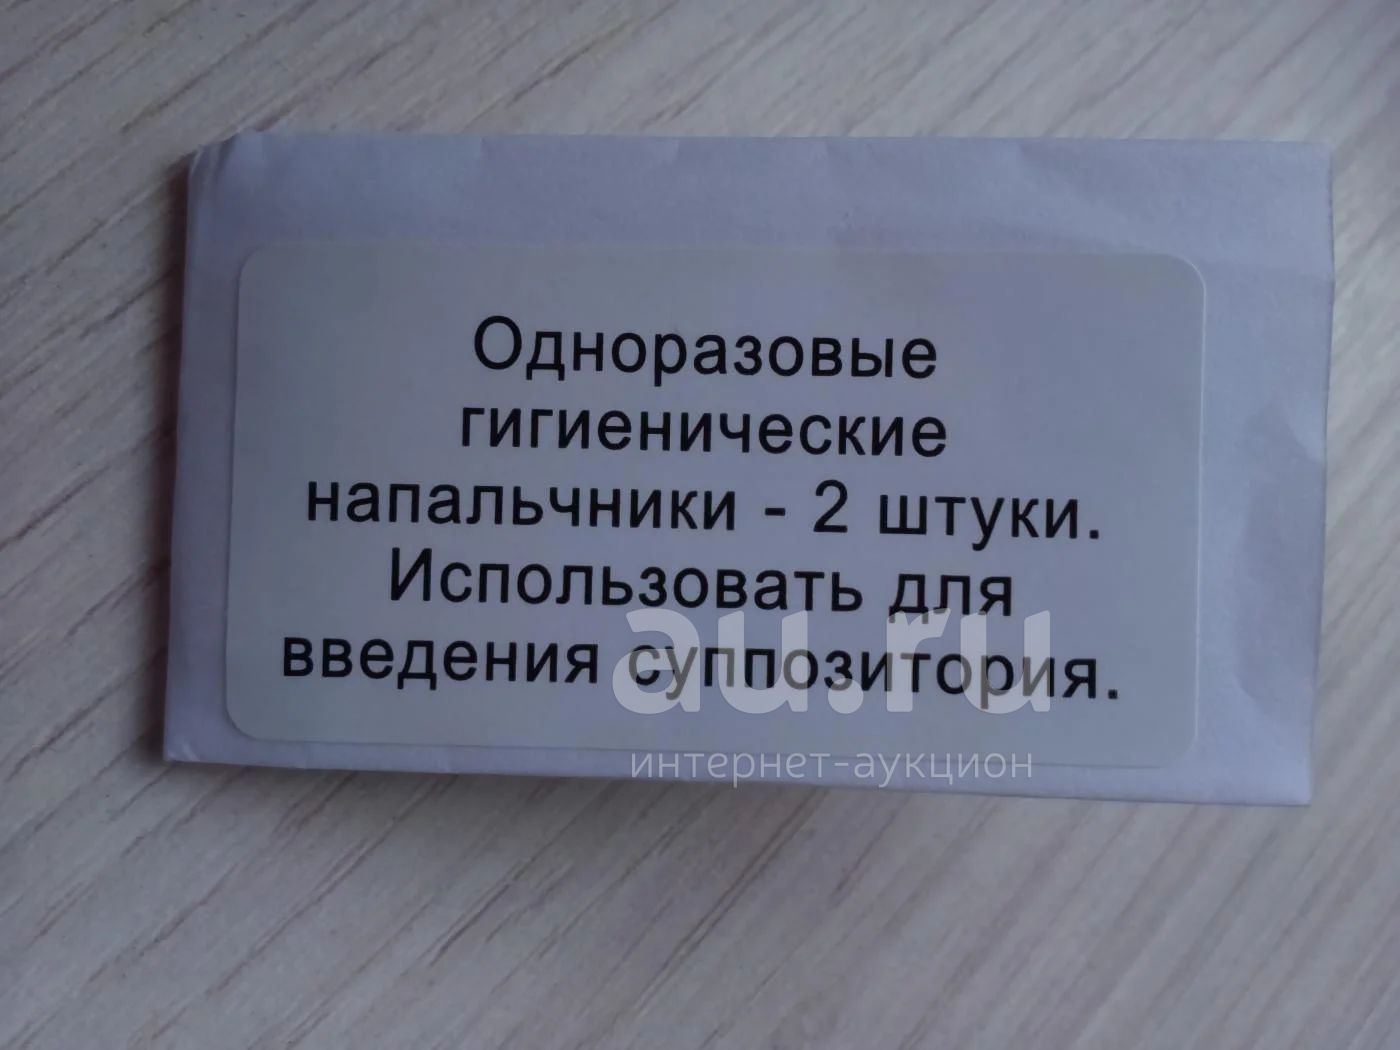 Одноразовые
гигиенические
напальчники - 2 штуки.
Использовать для
введения суппозитория.
au.ru
интернет-аукцион